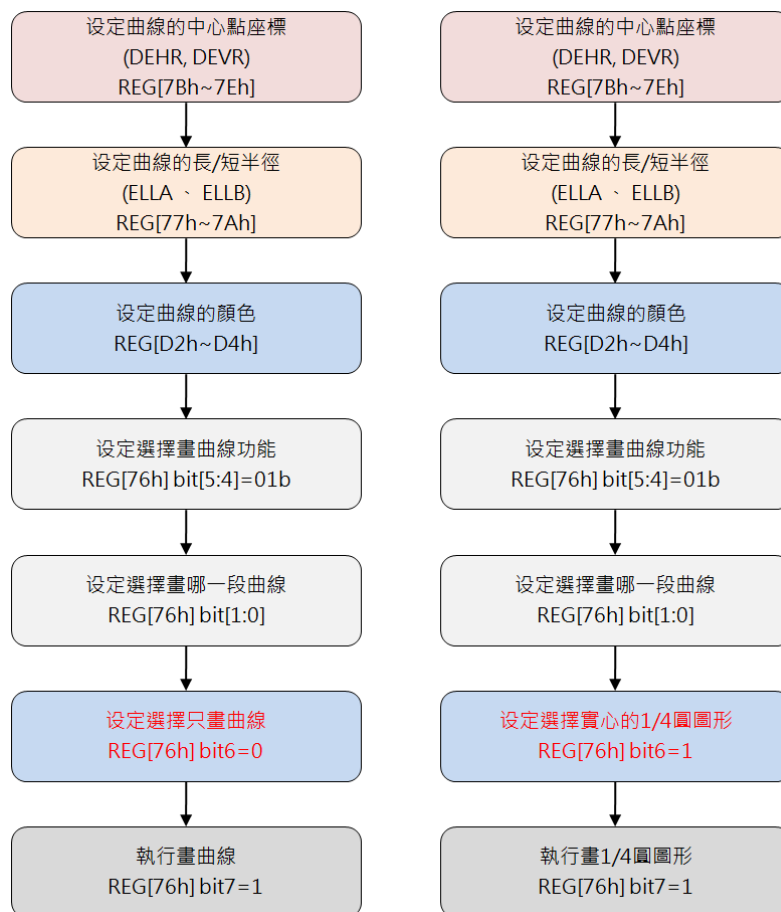 设定曲線的中心點座標
(DEHR, DEVR)
REG[7Bh~7Eh]
设定曲線的長/短半徑
(ELLA 、 ELLB)
REG[77h~7Ah]
设定曲線的顏色
REG[D2h~D4h]
设定選擇畫曲線功能
REG[76h] bit[5:4]=01b
设定選擇畫哪一段曲線
REG[76h] bit[1:0]
设定選擇只畫曲線
REG[76h] bit6=0
執行畫曲線
REG[76h] bit7=1
设定曲線的中心點座標
(DEHR, DEVR)
REG[7Bh~7Eh]
设定曲線的長/短半徑
(ELLA 、 ELLB)
REG[77h~7Ah]
设定曲線的顏色
REG[D2h~D4h]
设定選擇畫曲線功能
REG[76h] bit[5:4]=01b
设定選擇畫哪一段曲線
REG[76h] bit[1:0]
设定選擇實心的1/4圓圖形
REG[76h] bit6=1
執行畫1/4圓圖形
REG[76h] bit7=1